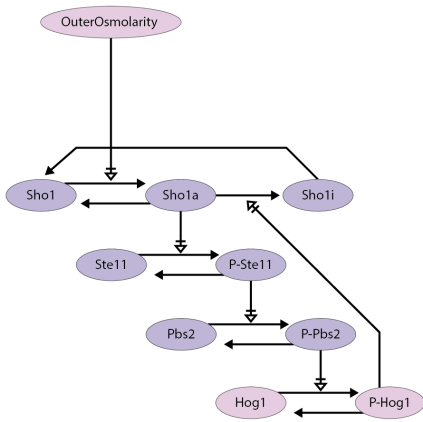 OuterOsmolarity
Sho1
Sho1a
Sho1i
Ste11
P-Ste11
Pbs2
P-Pbs2
Hog1
P-Hog1